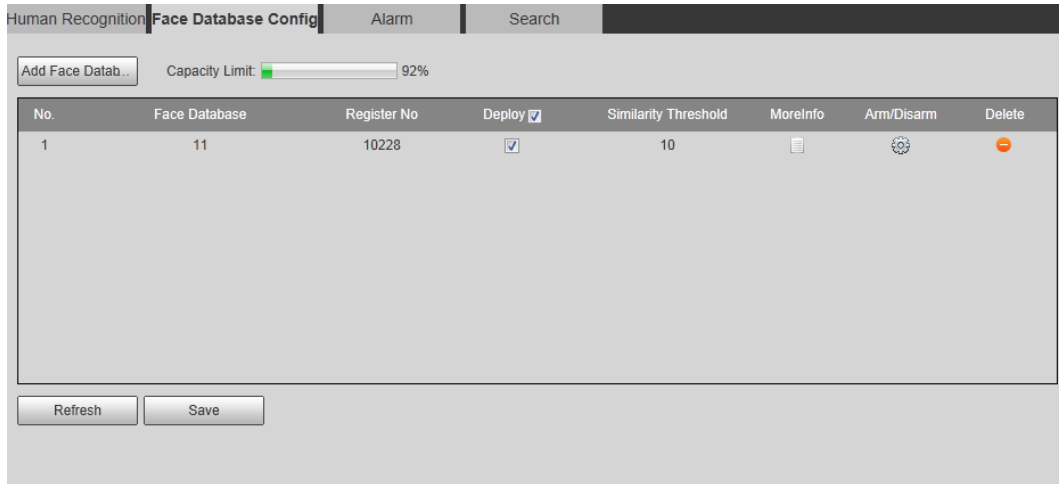 Human Recognition Face Database Config Alarm Search
Add Face Datab.. Capacity Limit: 92%
No. Face Database Register No Deploy Similarity Threshold MoreInfo Arm/Disarm Delete
1 11 10228 10
Refresh Save